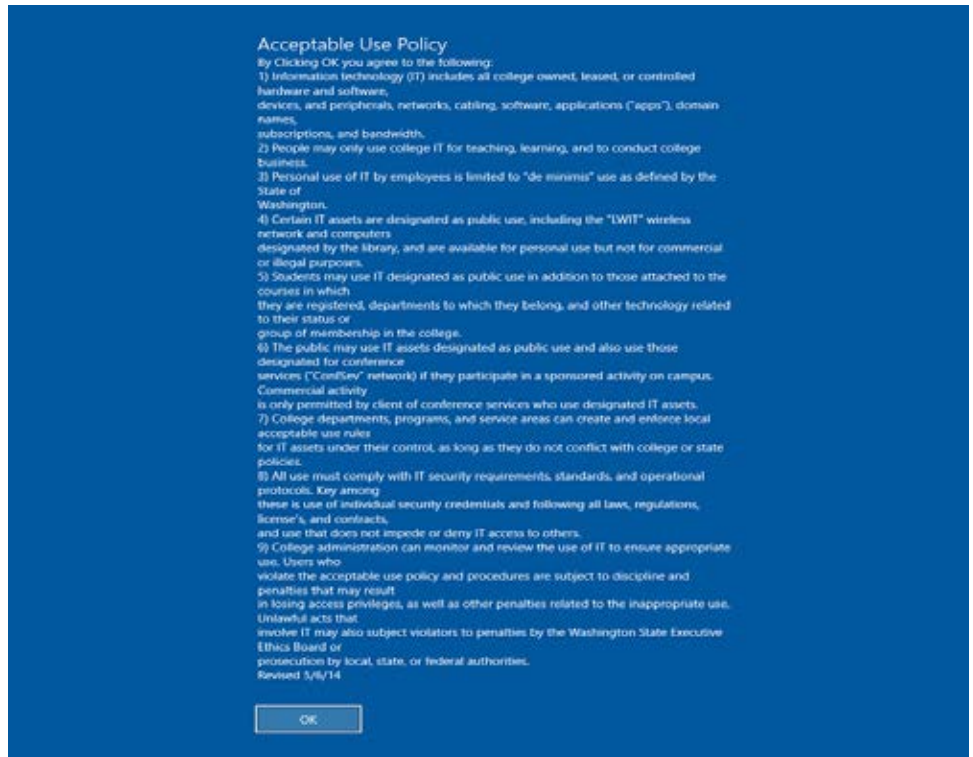 Acceptable Use Policy
By Clicking OK you agree to the following:
1) Information technology (IT) includes all college owned, leased, or controlled
hardware and software,
devices, and peripherals, networks, cabling, software, applications ("apps"), domain
names,
subscriptions, and bandwidth.
2) People may only use college IT for teaching, learning, and to conduct college
business.
3) Personal use of IT by employees is limited to "de minimis" use as defined by the
State of
Washington.
4) Certain IT assets are designated as public use, including the "LWIT" wireless
network and computers
designated by the library, and are available for personal use but not for commercial
or illegal purposes.
5) Students may use IT designated as public use in addition to those attached to the
courses in which
they are registered, departments to which they belong, and other technology related
to their status or
group of membership in the college.
6) The public may use IT assets designated as public use and also use those
designated for conference
services ("ConfSev" network) if they participate in a sponsored activity on campus.
Commercial activity
is only permitted by client of conference services who use designated IT assets.
7) College departments, programs, and service areas can create and enforce local
acceptable use rules
for IT assets under their control, as long as they do not conflict with college or state
policies.
8) All use must comply with IT security requirements, standards, and operational
protocols. Key among
these is use of individual security credentials and following all laws, regulations,
license's, and contracts,
and use that does not impede or deny IT access to others.
9) College administration can monitor and review the use of IT to ensure appropriate
use. Users who
violate the acceptable use policy and procedures are subject to discipline and
penalties that may result
in losing access privileges, as well as other penalties related to the inappropriate use.
Unlawful acts that
involve IT may also subject violators to penalties by the Washington State Executive
Ethics Board or
prosecution by local, state, or federal authorities.
Revised 5/6/14
OK